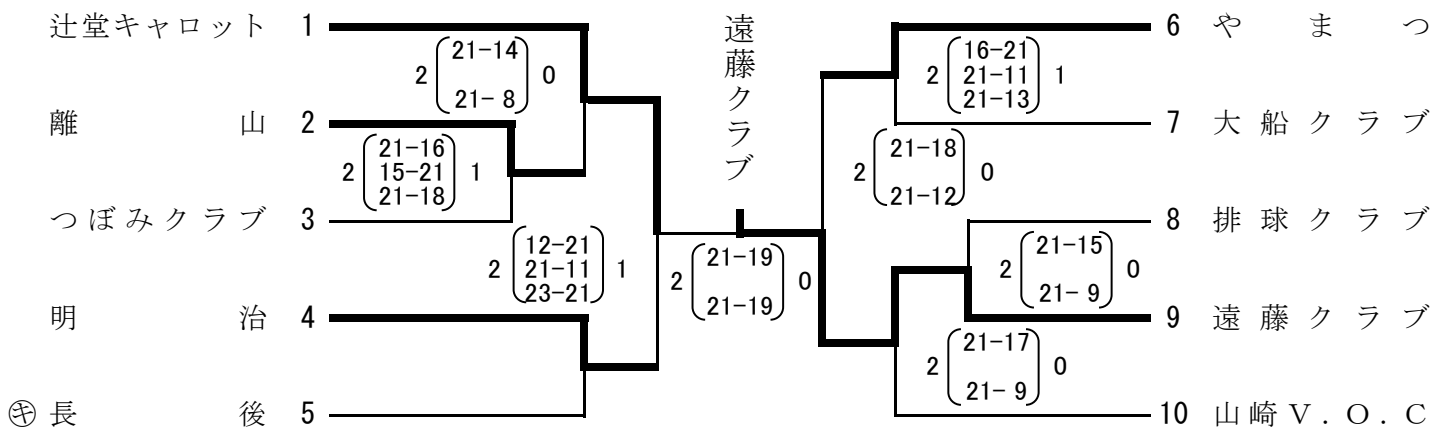 辻堂キャロット 1
2 (21-14 21- 8) 0
離山 2
2 (21-16 15-21 21-18) 1
つぼみクラブ 3
2 (12-21 21-11 23-21) 1
明治 4
㋖長後 5
遠藤クラブ
2 (21-19 21-19) 0
6 やまつ
2 (16-21 21-11 21-13) 1
7 大船クラブ
2 (21-18 21-12) 0
8 排球クラブ
2 (21-15 21- 9) 0
9 遠藤クラブ
2 (21-17 21- 9) 0
10 山崎V.O.C